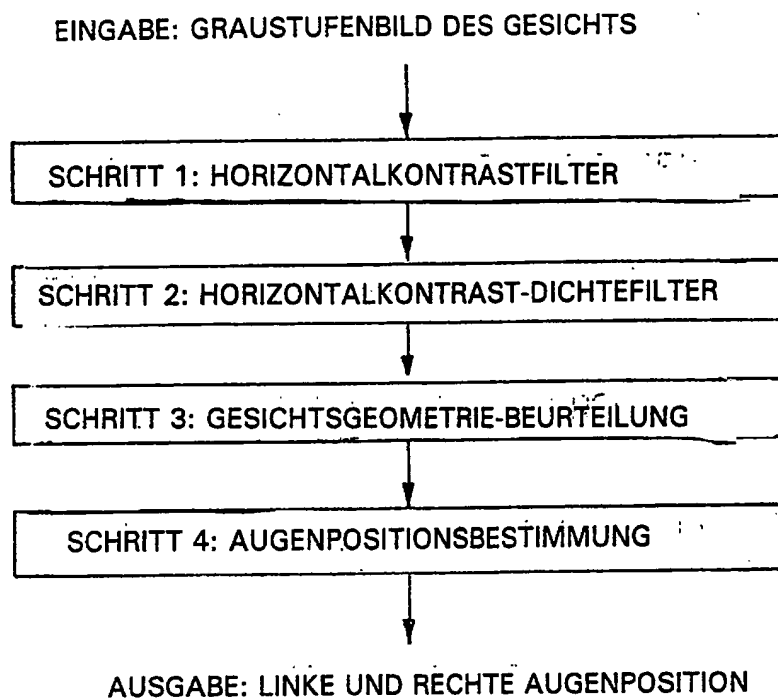 EINGABE: GRAUSTUFENBILD DES GESICHTS
SCHRITT 1: HORIZONTALKONTRASTFILTER
SCHRITT 2: HORIZONTALKONTRAST-DICHTEFILTER
SCHRITT 3: GESICHTSGEOMETRIE-BEURTEILUNG
SCHRITT 4: AUGENPOSITIONSBESTIMMUNG
AUSGABE: LINKE UND RECHTE AUGENPOSITION